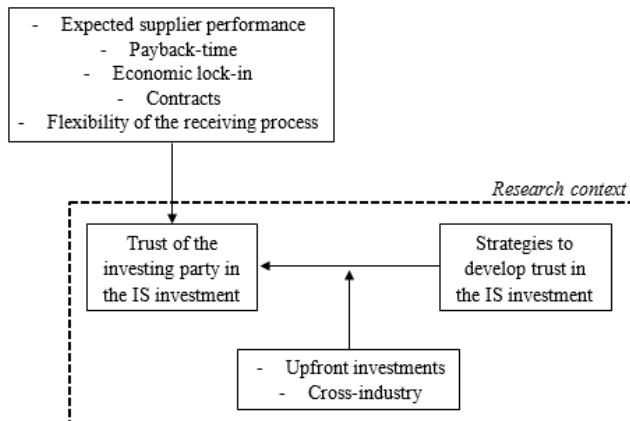 - Expected supplier performance
- Payback-time
- Economic lock-in
- Contracts
- Flexibility of the receiving process
Research context
Trust of the
investing party in
the IS investment
Strategies to
develop trust in
the IS investment
- Upfront investments
- Cross-industry